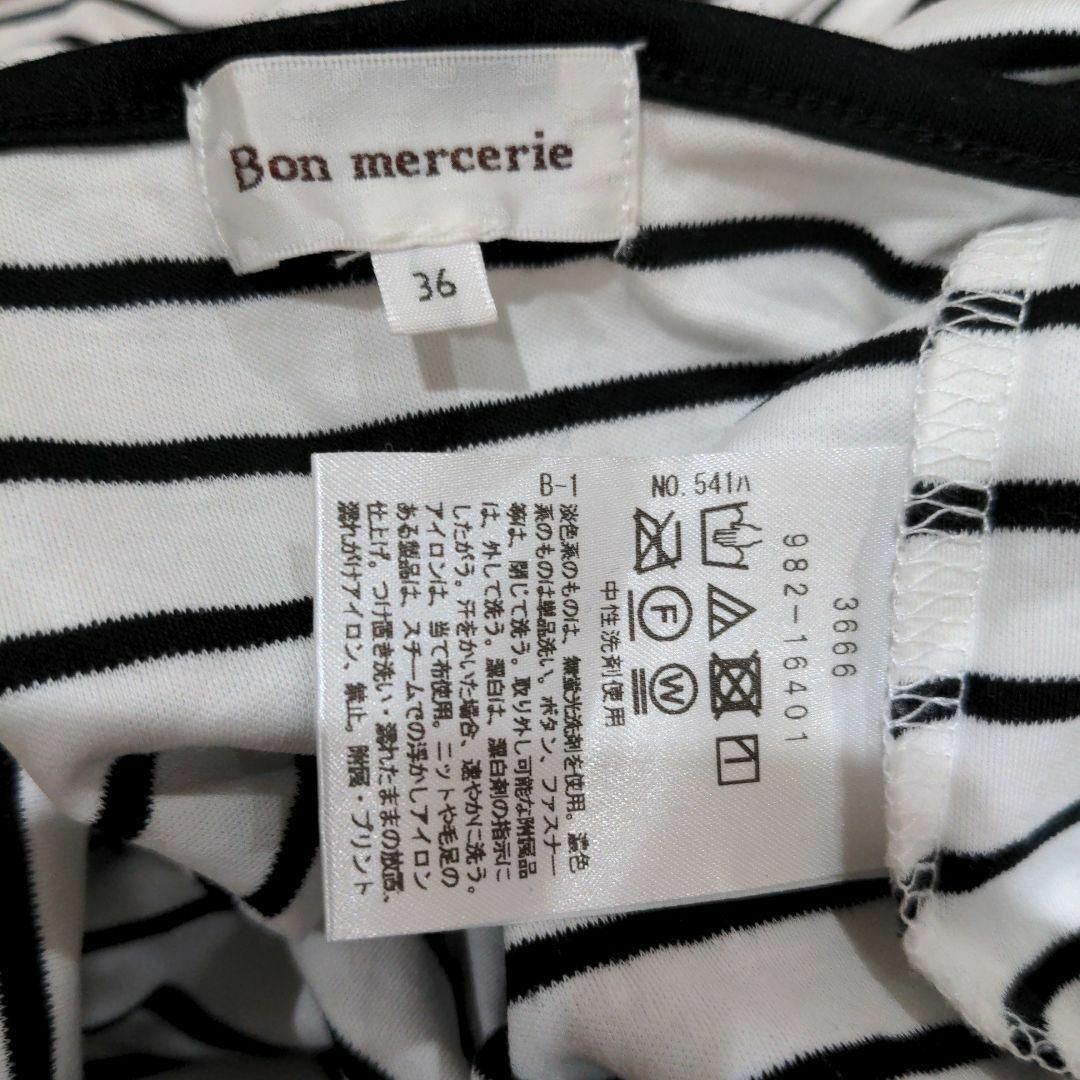 Bon mercerie
36
3666
982-16401
NO.541ハ
中性洗剤使用
B-1
淡色系のものは、無蛍光洗剤を使用。濃色
系のものは単品洗い。ボタン、ファスナー
等は、閉じて洗う。取り外し可能な附属品
は、外して洗う。漂白は、漂白剤の指示に
したがう。汗をかいた場合、速やかに洗う。
アイロンは、当て布使用。ニットや毛足の
ある製品は、スチームでの浮かしアイロン
仕上げ。つけ置き洗い・濡れたままの放置、
濡れがけアイロン、禁止。附属・プリント
F
W